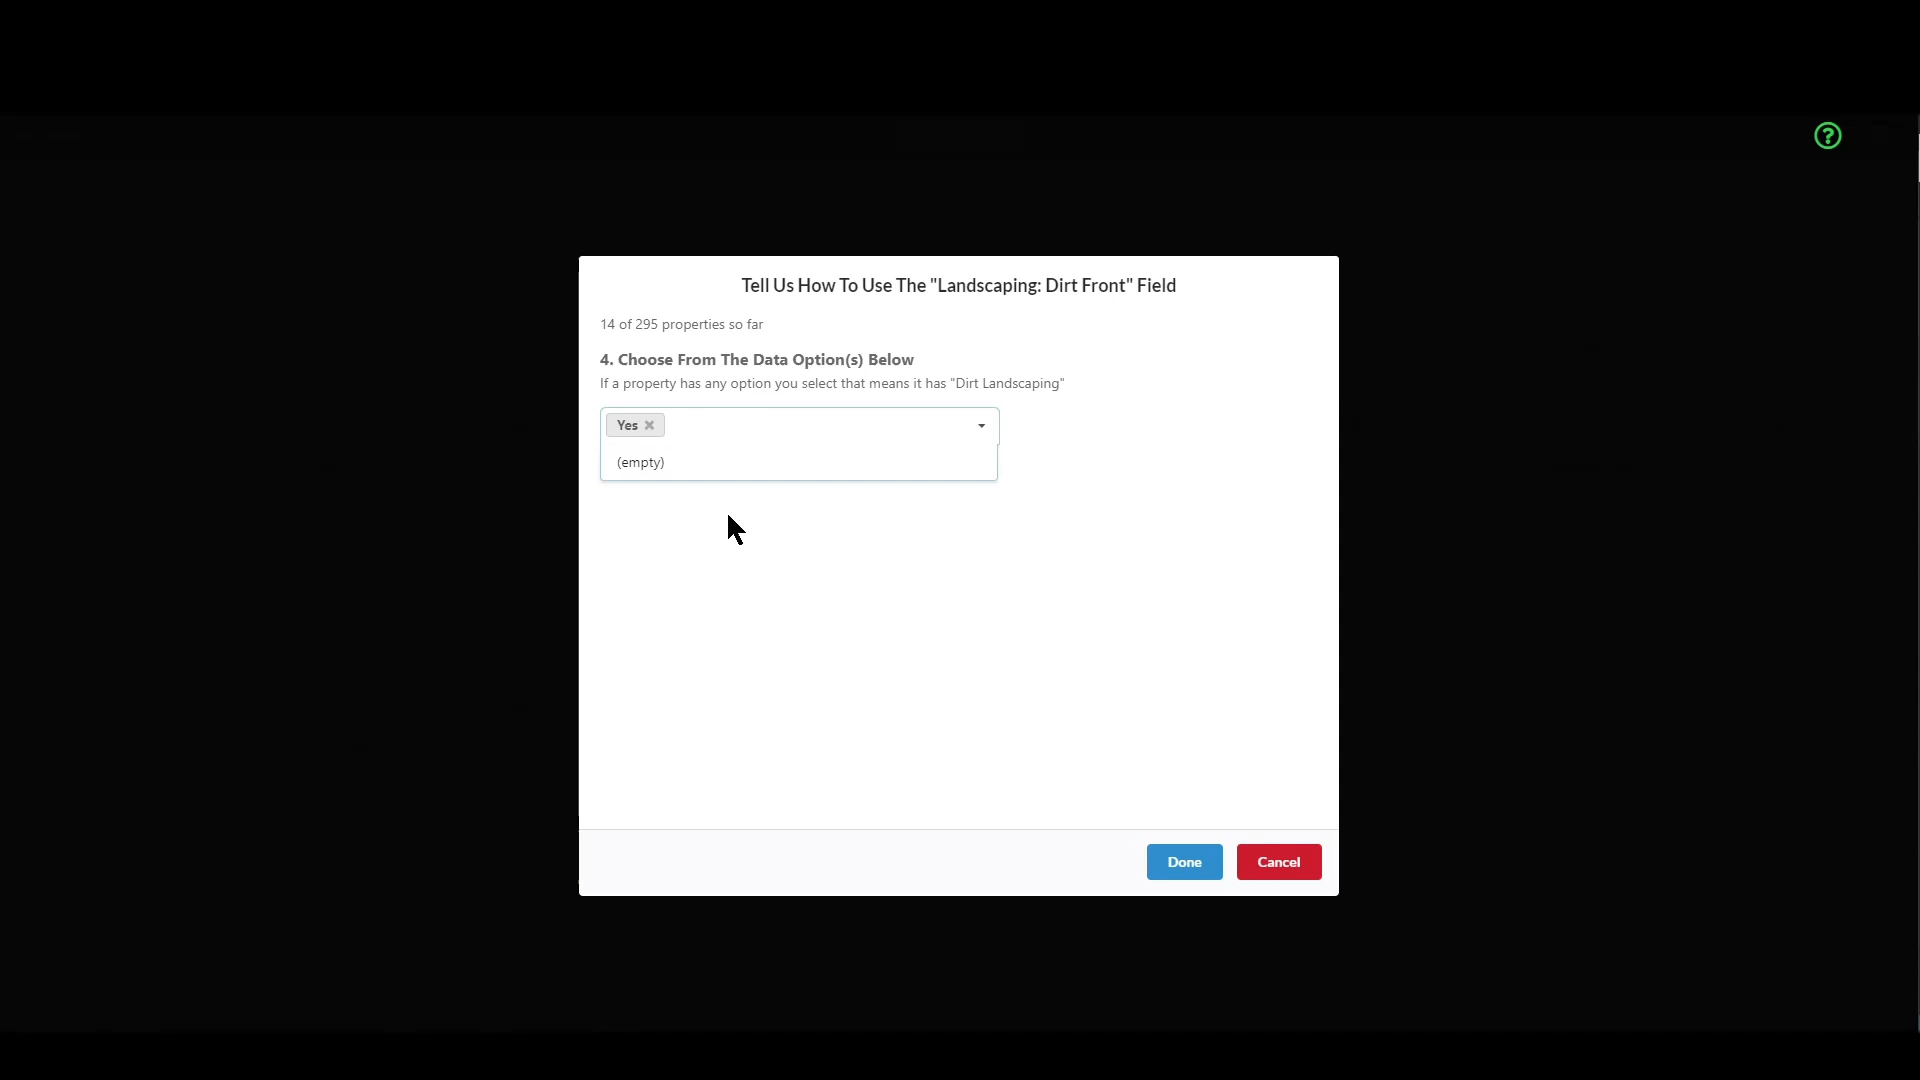 ?
Tell Us How To Use The "Landscaping: Dirt Front" Field
14 of 295 properties so far
4. Choose From The Data Option(s) Below
If a property has any option you select that means it has "Dirt Landscaping"
Yes
(empty)
Done
Cancel